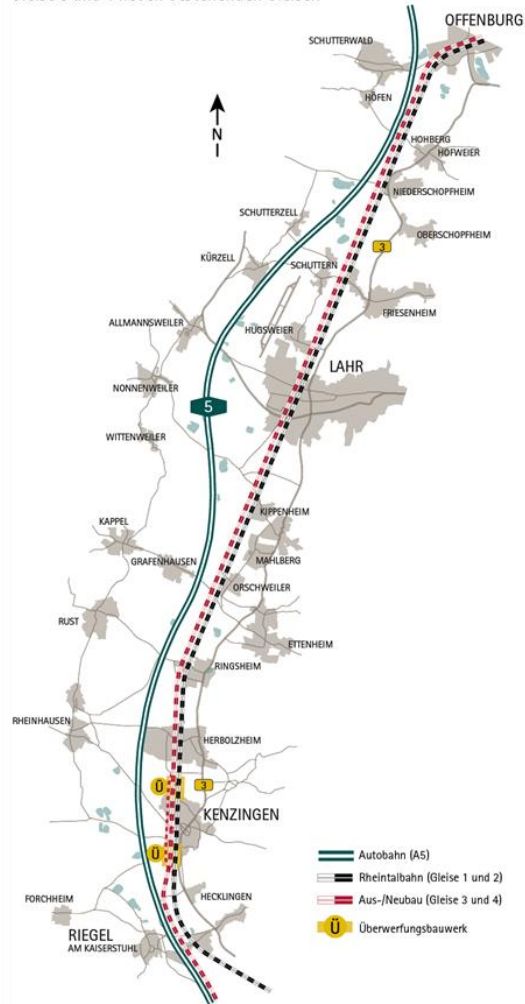 OFFENBURG
SCHUTTERWALD
HÖFEN
N
HOHBERG
HOFWEIER
NIEDERSCHOPFHEIM
SCHUTTERZELL
OBERSCHOPFHEIM
3
KÜRZELL
SCHUTTERN
FRIESENHEIM
ALLMANNSWEILER
HUGSWEIER
LAHR
NONNENWEILER
5
WITTENWEILER
KIPPENHEIM
KAPPEL
MAHLBERG
GRAFENHAUSEN
ORSCHWEILER
RUST
ETTENHEIM
RINGSHEIM
RHEINHAUSEN
HERBOLZHEIM
Ü
3
KENZINGEN
Ü
Autobahn (A5)
Rheintalbahn (Gleise 1 und 2)
HECKLINGEN
Aus-/Neubau (Gleise 3 und 4)
FORCHHEIM
Ü Überwerfungsbauwerk
RIEGEL
AM KAISERSTUHL